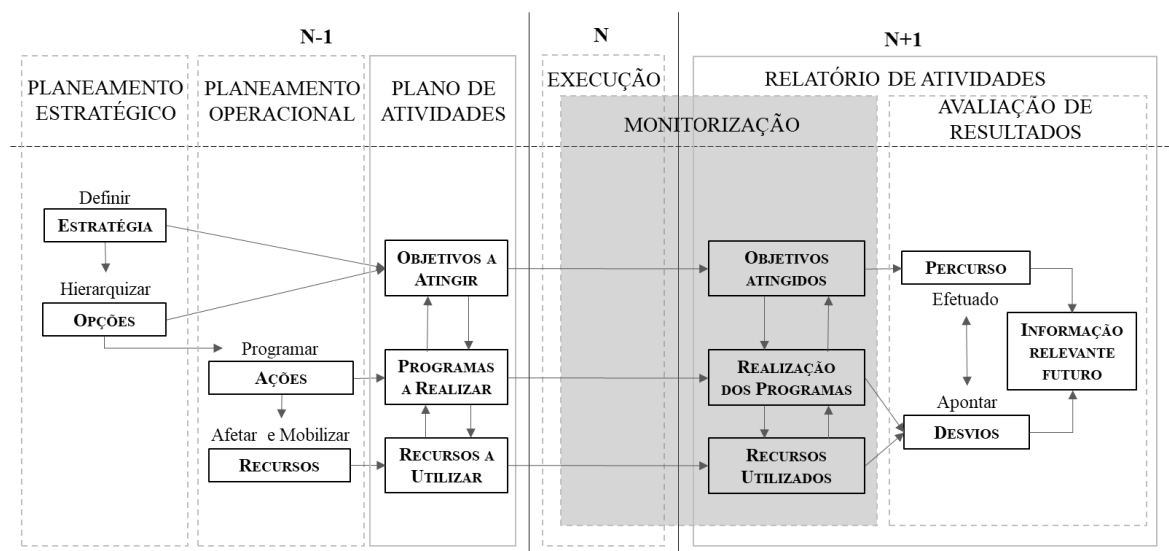 N-1
N
N+1
PLANEAMENTO
ESTRATÉGICO
PLANEAMENTO
OPERACIONAL
PLANO DE
ATIVIDADES
EXECUÇÃO
RELATÓRIO DE ATIVIDADES
MONITORIZAÇÃO
AVALIAÇÃO DE
RESULTADOS
Definir
ESTRATÉGIA
Hierarquizar
OPÇÕES
Programar
AÇÕES
Afetar e Mobilizar
RECURSOS
OBJETIVOS A
ATINGIR
PROGRAMAS
A REALIZAR
RECURSOS A
UTILIZAR
OBJETIVOS
ATINGIDOS
REALIZAÇÃO
DOS PROGRAMAS
RECURSOS
UTILIZADOS
PERCURSO
Efetuado
Apontar
DESVIOS
INFORMAÇÃO
RELEVANTE
FUTURO